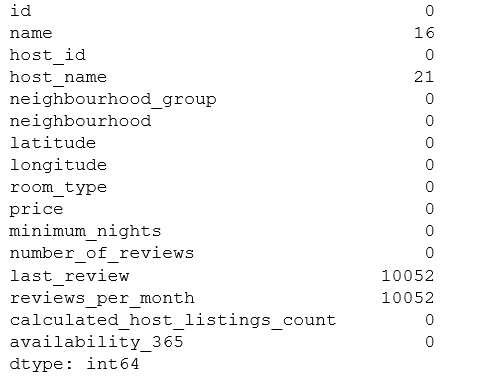 id 0
name 16
host_id 0
host_name 21
neighbourhood_group 0
neighbourhood 0
latitude 0
longitude 0
room_type 0
price 0
minimum_nights 0
number_of_reviews 0
last_review 10052
reviews_per_month 10052
calculated_host_listings_count 0
availability_365 0
dtype: int64